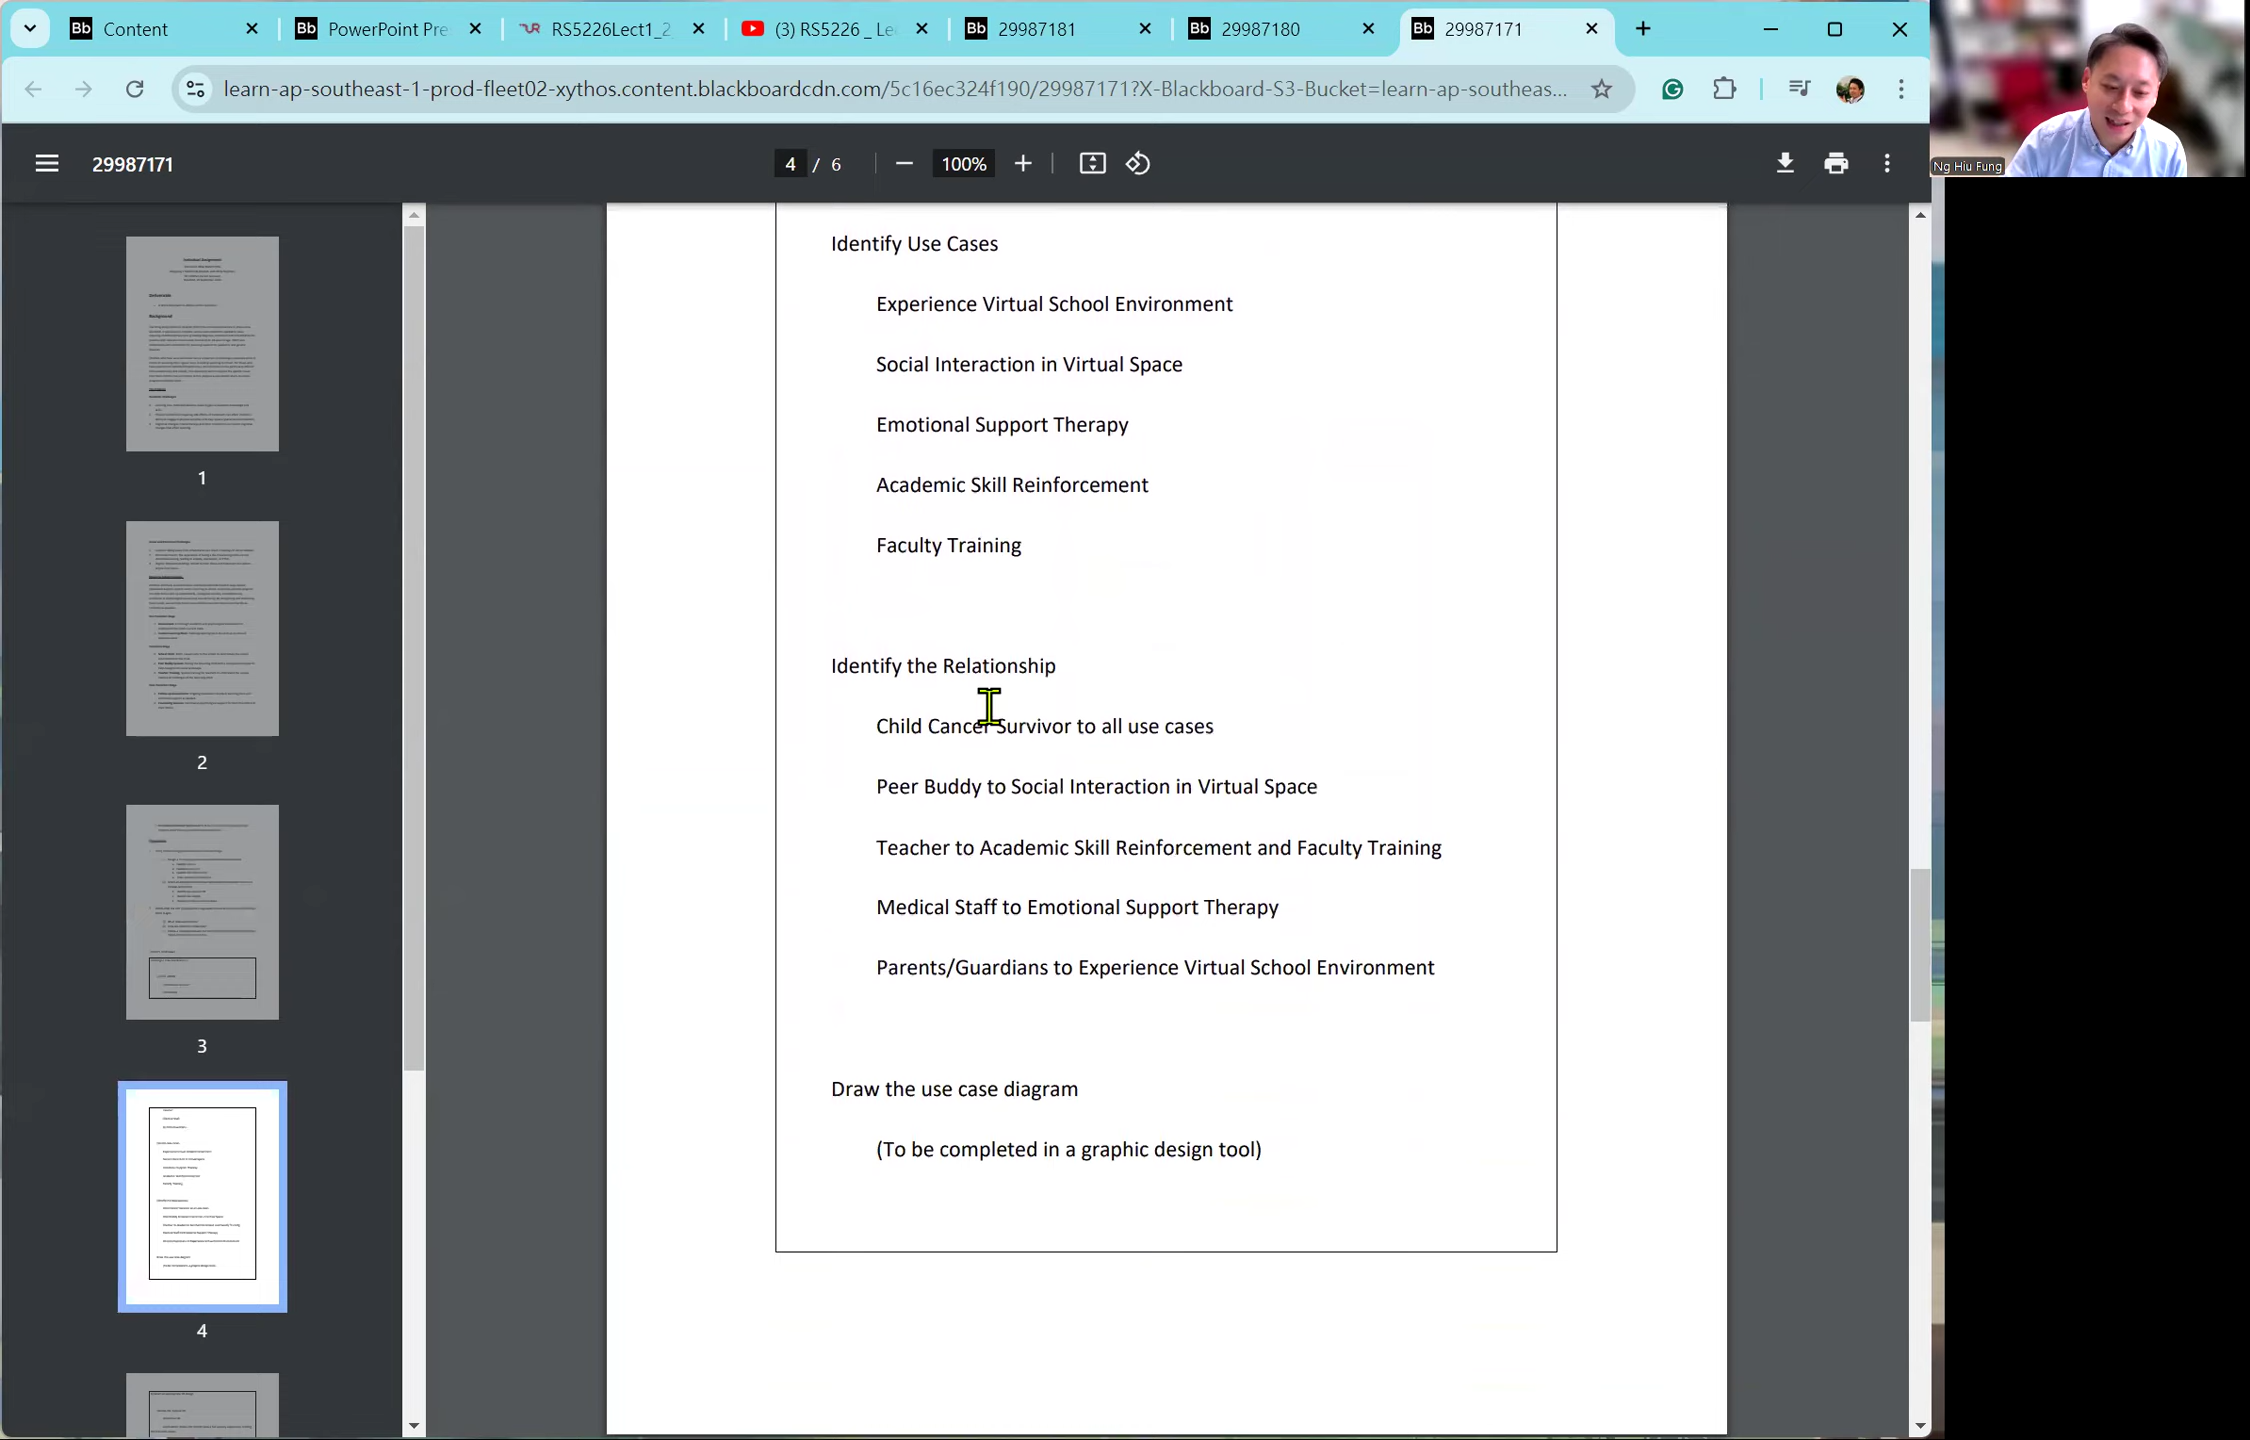 Content
PowerPoint Pre
RS5226Lect1_2
(3) RS5226 _ Le
29987181
29987180
29987171
learn-ap-southeast-1-prod-fleet02-xythos.content.blackboardcdn.com/5c16ec324f190/29987171?X-Blackboard-S3-Bucket=learn-ap-southeas...
Ng Hiu Fung
29987171
4 / 6
100%
1
2
3
4
Identify Use Cases
Experience Virtual School Environment
Social Interaction in Virtual Space
Emotional Support Therapy
Academic Skill Reinforcement
Faculty Training
Identify the Relationship
Child Cancer Survivor to all use cases
Peer Buddy to Social Interaction in Virtual Space
Teacher to Academic Skill Reinforcement and Faculty Training
Medical Staff to Emotional Support Therapy
Parents/Guardians to Experience Virtual School Environment
Draw the use case diagram
(To be completed in a graphic design tool)